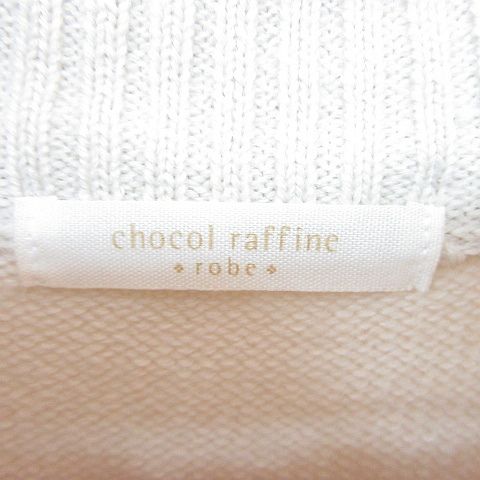 chocol raffine
❖ robe ❖